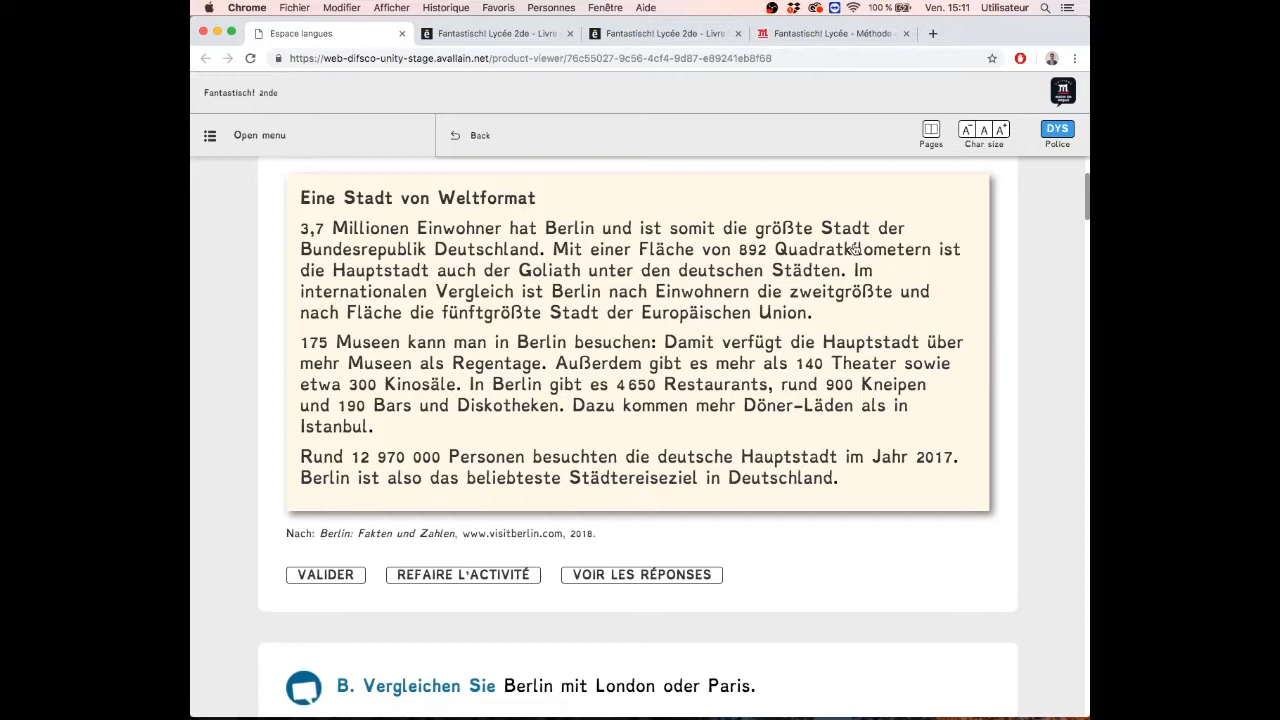 Chrome Fichier Modifier Afficher Historique Favoris Personnes Fenêtre Aide 100 % Ven. 15:11 Utilisateur
Espace langues Fantastisch! Lycée 2de - Livre Fantastisch! Lycée 2de - Livre Fantastisch! Lycée - Méthode
https://web-difsco-unity-stage.avallain.net/product-viewer/76c55027-9c56-4cf4-9d87-e89241eb8f68
Fantastisch! 2nde
Open menu Back A- A A+ DYS
Pages Char size Police
Eine Stadt von Weltformat
3,7 Millionen Einwohner hat Berlin und ist somit die größte Stadt der
Bundesrepublik Deutschland. Mit einer Fläche von 892 Quadratkilometern ist
die Hauptstadt auch der Goliath unter den deutschen Städten. Im
internationalen Vergleich ist Berlin nach Einwohnern die zweitgrößte und
nach Fläche die fünftgrößte Stadt der Europäischen Union.
175 Museen kann man in Berlin besuchen: Damit verfügt die Hauptstadt über
mehr Museen als Regentage. Außerdem gibt es mehr als 140 Theater sowie
etwa 300 Kinosäle. In Berlin gibt es 4 650 Restaurants, rund 900 Kneipen
und 190 Bars und Diskotheken. Dazu kommen mehr Döner-Läden als in
Istanbul.
Rund 12 970 000 Personen besuchten die deutsche Hauptstadt im Jahr 2017.
Berlin ist also das beliebteste Städtereiseziel in Deutschland.
Nach: Berlin: Fakten und Zahlen, www.visitberlin.com, 2018.
VALIDER REFAIRE L'ACTIVITÉ VOIR LES RÉPONSES
B. Vergleichen Sie Berlin mit London oder Paris.